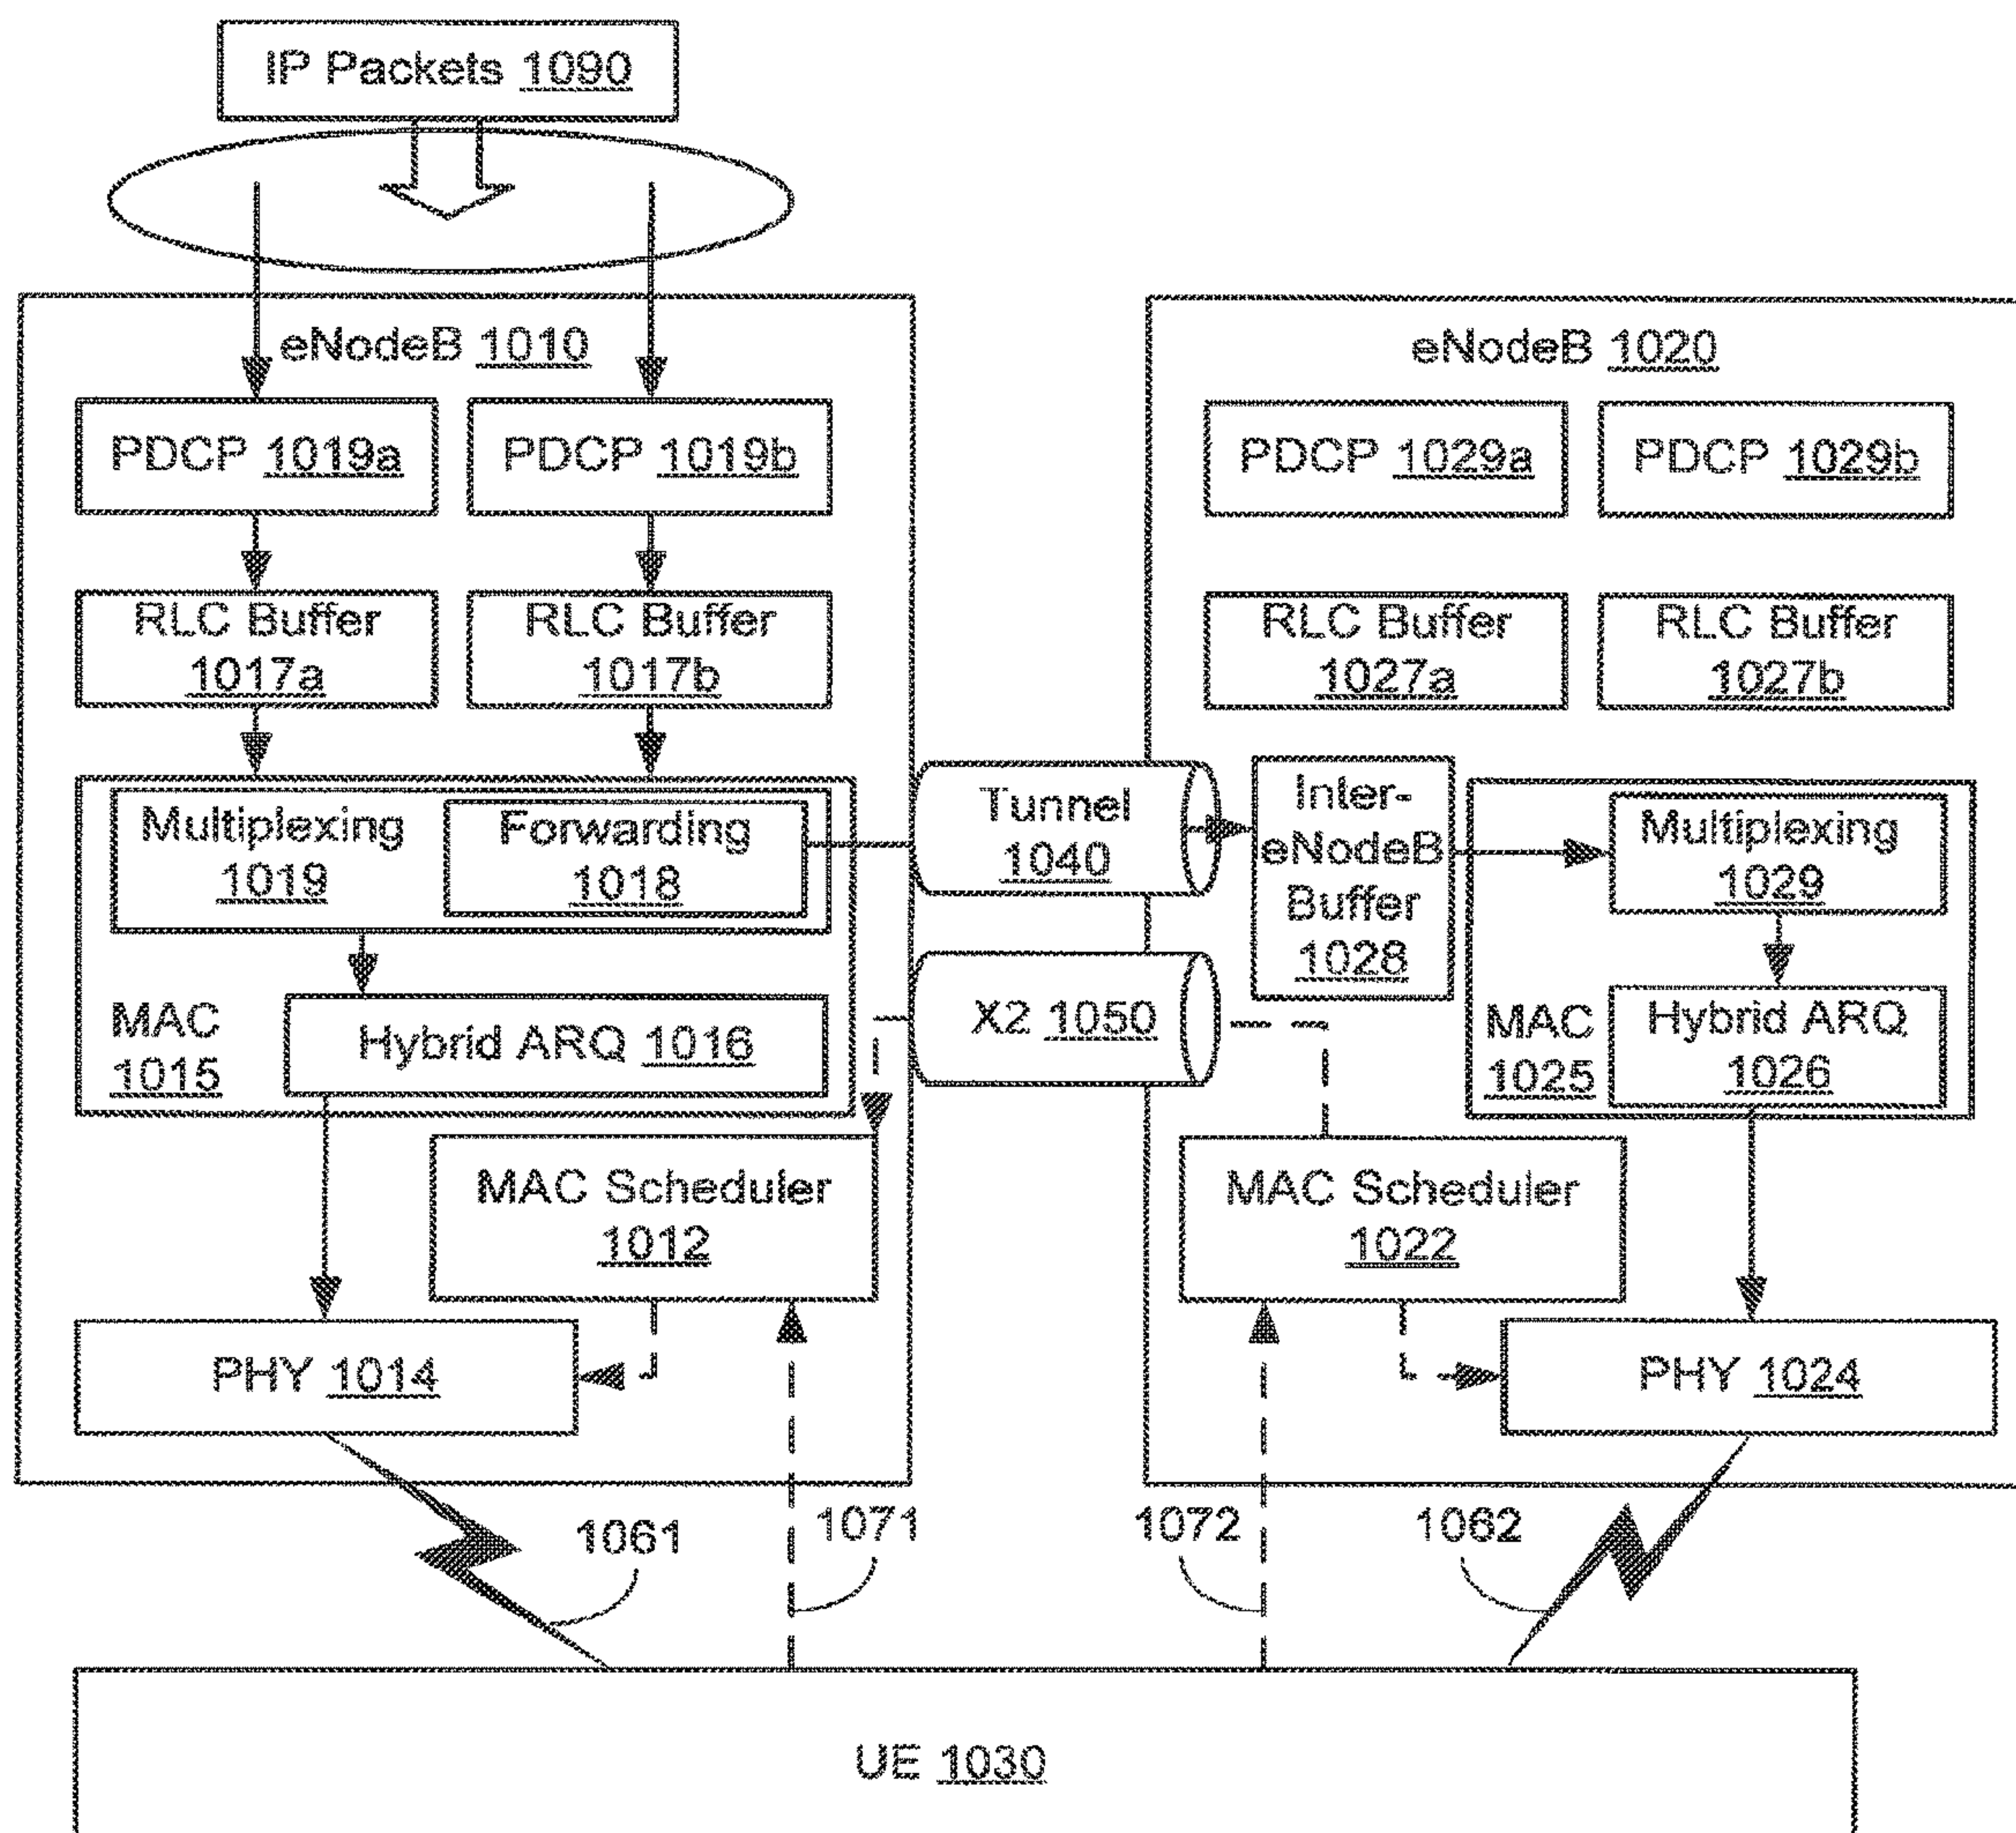 IP Packets 1090
eNodeB 1010
PDCP 1019a
PDCP 1019b
RLC Buffer
1017a
RLC Buffer
1017b
Multiplexing
1019
Forwarding
1018
MAC
1015
Hybrid ARQ 1016
MAC Scheduler
1012
PHY 1014
Tunnel
1040
X2 1050
eNodeB 1020
PDCP 1029a
PDCP 1029b
RLC Buffer
1027a
RLC Buffer
1027b
Inter-
eNodeB
Buffer
1028
Multiplexing
1029
MAC
1025
Hybrid ARQ
1026
MAC Scheduler
1022
PHY 1024
1061
1071
1072
1062
UE 1030